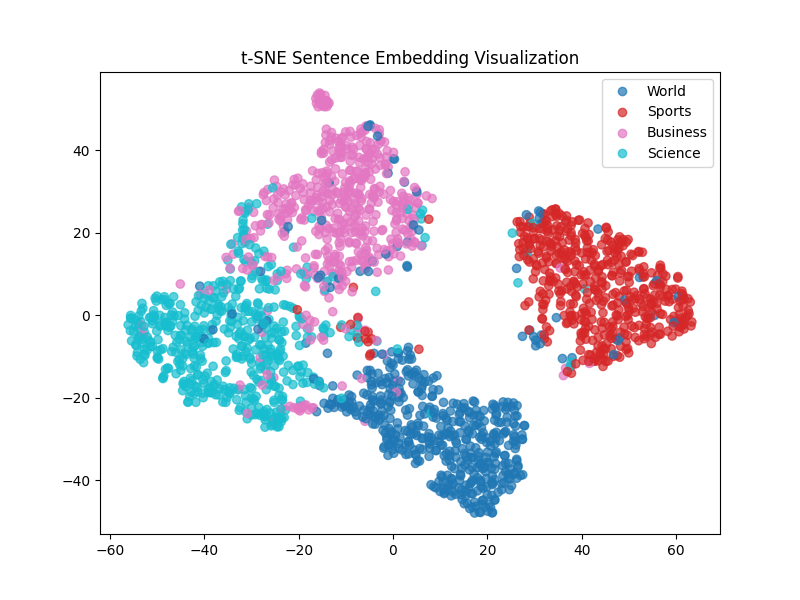 t-SNE Sentence Embedding Visualization
World
Sports
Business
Science
40
20
0
−20
−40
−60 −40 −20 0 20 40 60